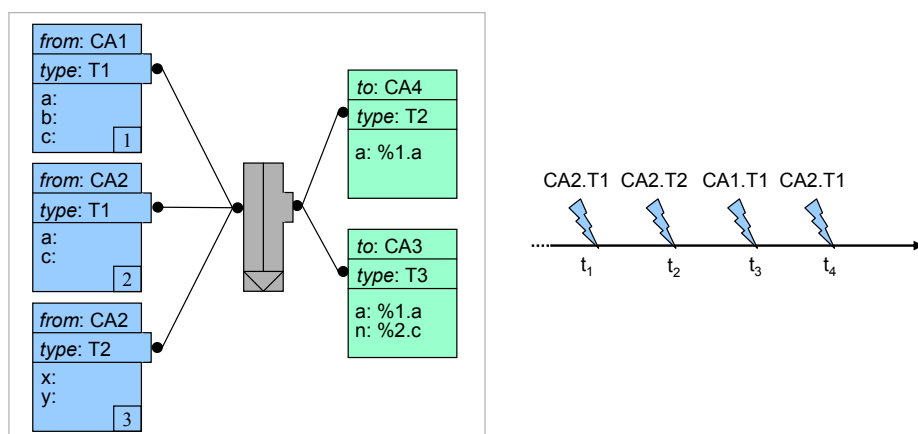 from: CA1
type: T1
a:
b:
c:
1
from: CA2
type: T1
a:
c:
2
from: CA2
type: T2
x:
y:
3
to: CA4
type: T2
a: %1.a
to: CA3
type: T3
a: %1.a
n: %2.c
CA2.T1 CA2.T2 CA1.T1 CA2.T1
t1 t2 t3 t4